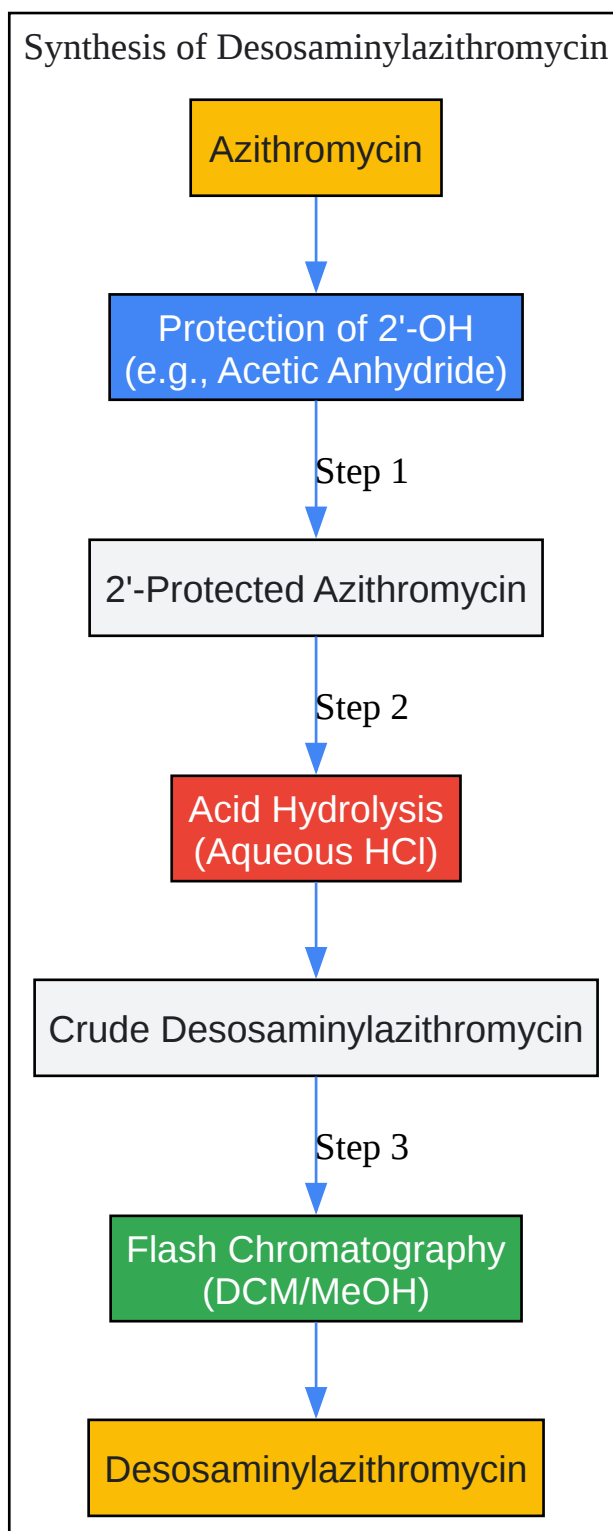 Synthesis of Desosaminylazithromycin
Azithromycin
Protection of 2'-OH
(e.g., Acetic Anhydride)
Step 1
2'-Protected Azithromycin
Step 2
Acid Hydrolysis
(Aqueous HCl)
Crude Desosaminylazithromycin
Step 3
Flash Chromatography
(DCM/MeOH)
Desosaminylazithromycin